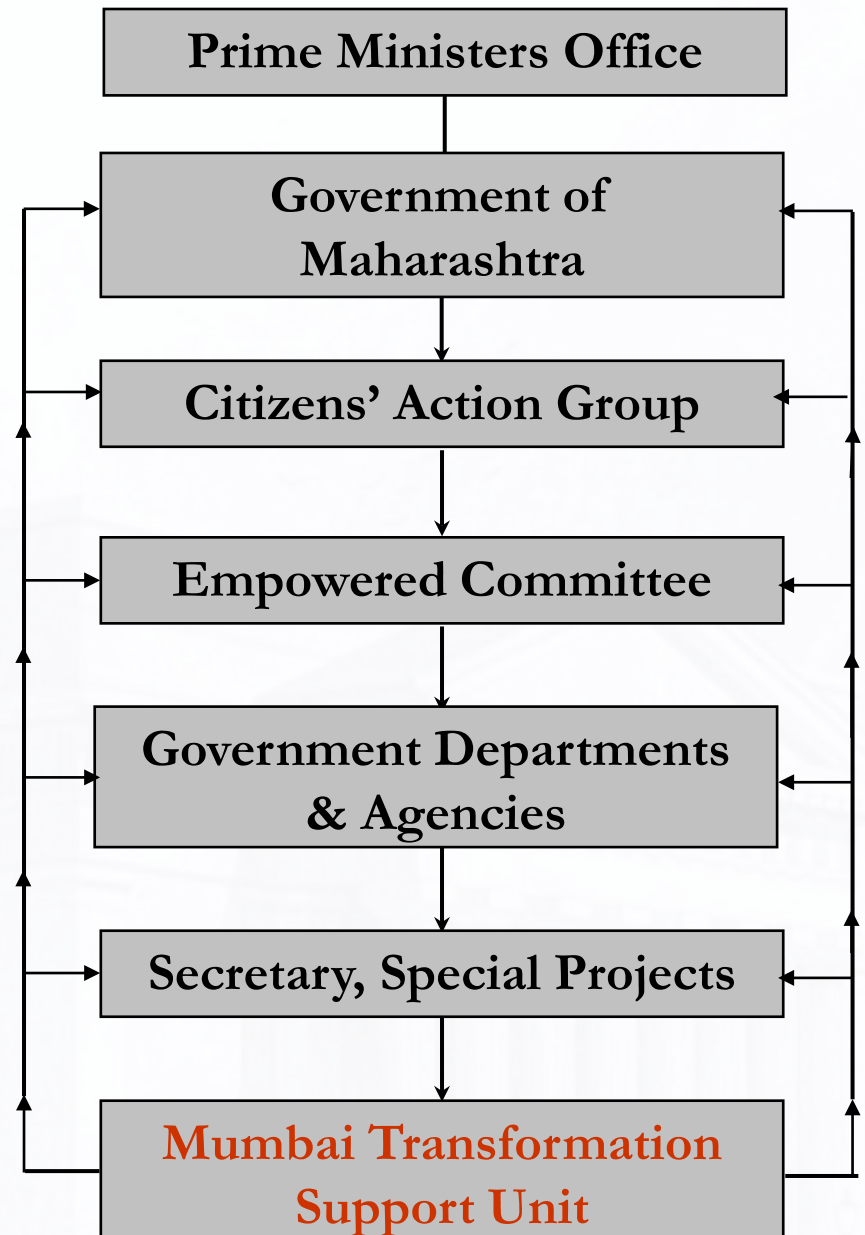 Prime Ministers Office
Government of
Maharashtra
Citizens’ Action Group
Empowered Committee
Government Departments
& Agencies
Secretary, Special Projects
Mumbai Transformation
Support Unit